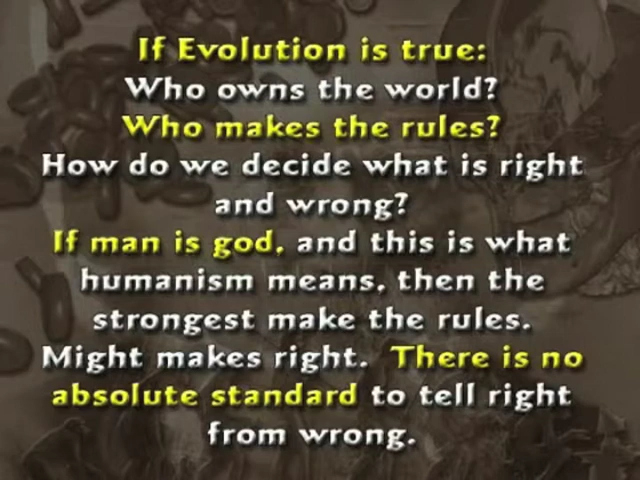 If Evolution is true:
Who owns the world?
Who makes the rules?
How do we decide what is right
and wrong?
If man is god, and this is what
humanism means, then the
strongest make the rules.
Might makes right. There is no
absolute standard to tell right
from wrong.